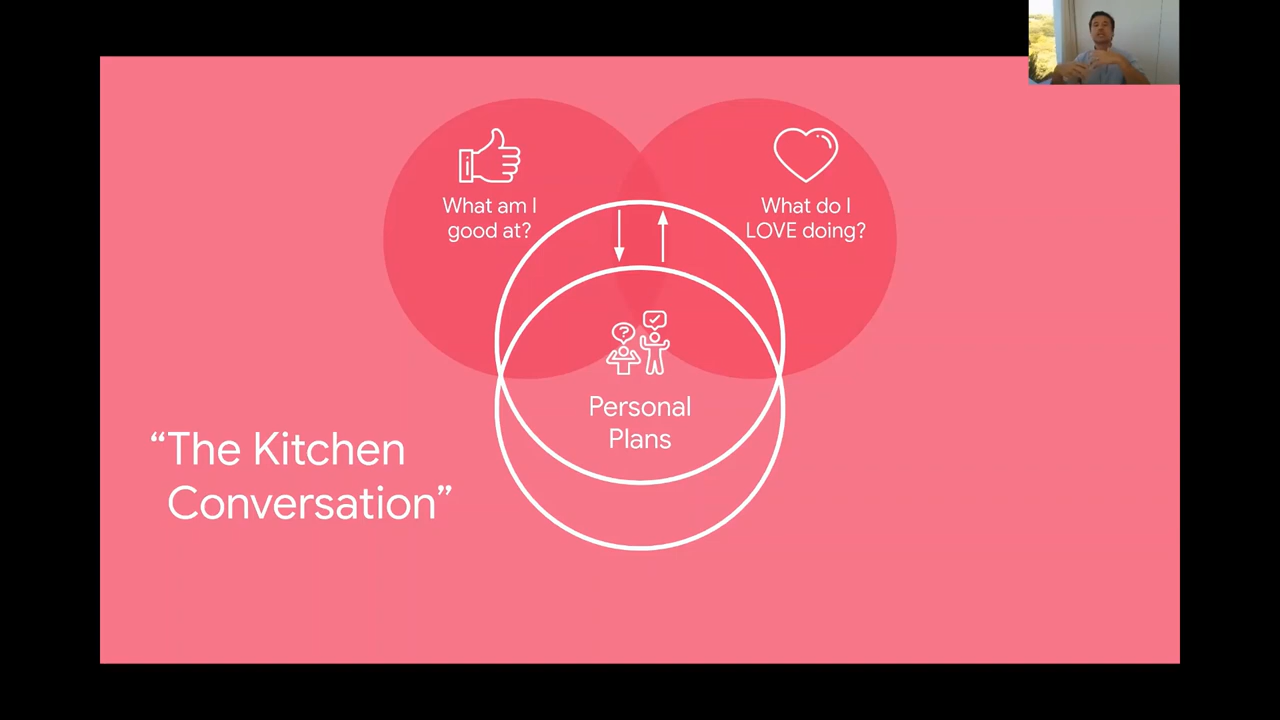 What am I
good at?
What do I
LOVE doing?
?
Personal
Plans
“The Kitchen
Conversation”